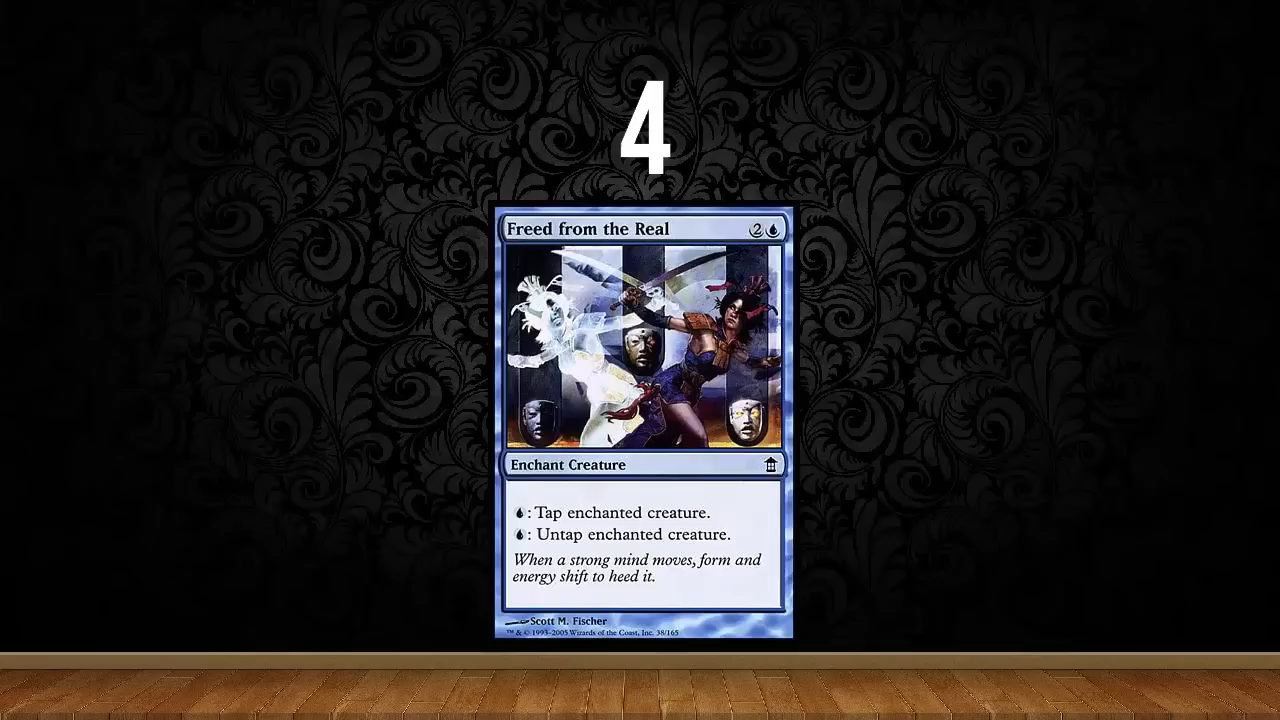 4
Freed from the Real 2
Enchant Creature
: Tap enchanted creature.
: Untap enchanted creature.
When a strong mind moves, form and
energy shift to heed it.
Scott M. Fischer
™ & © 1993-2005 Wizards of the Coast, Inc. 38/165